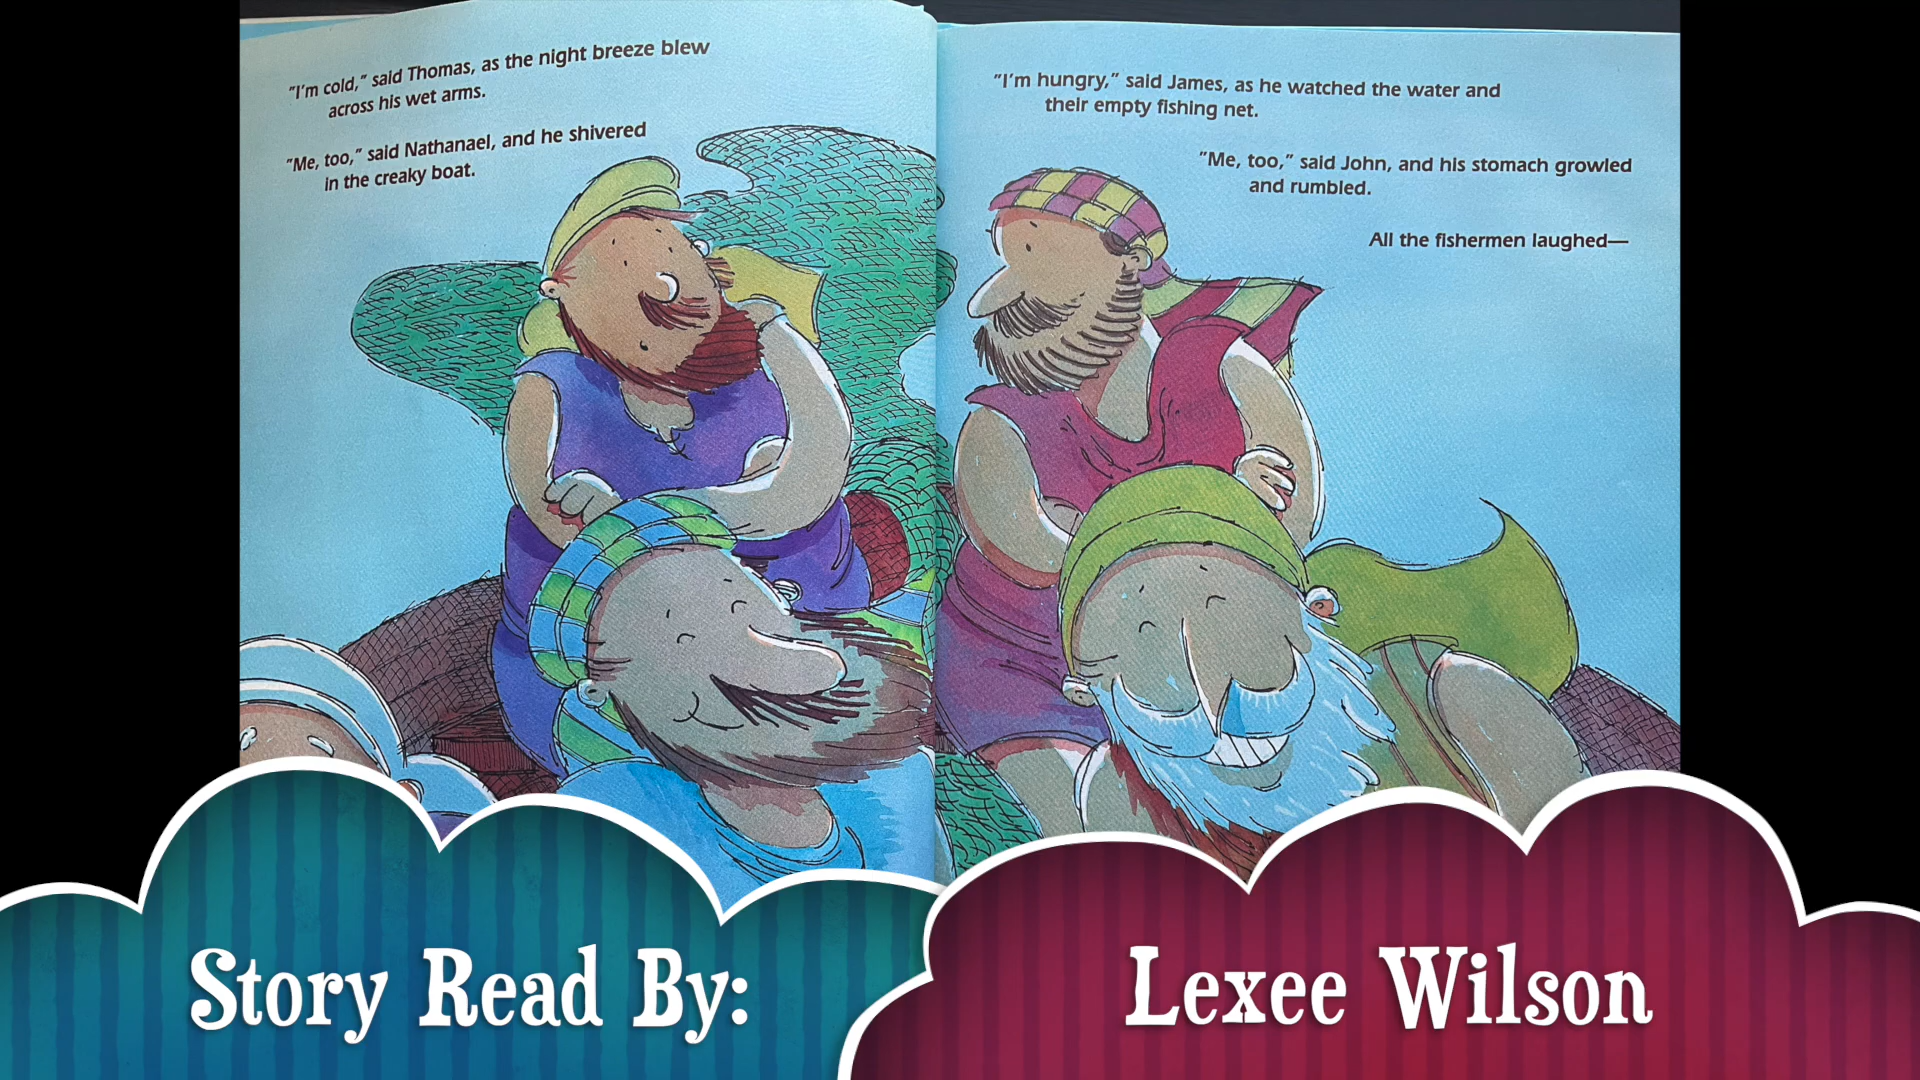 "I'm cold," said Thomas, as the night breeze blew
across his wet arms.
"Me, too," said Nathanael, and he shivered
in the creaky boat.
"I'm hungry," said James, as he watched the water and
their empty fishing net.
"Me, too," said John, and his stomach growled
and rumbled.
All the fishermen laughed—
Story Read By:
Lexee Wilson